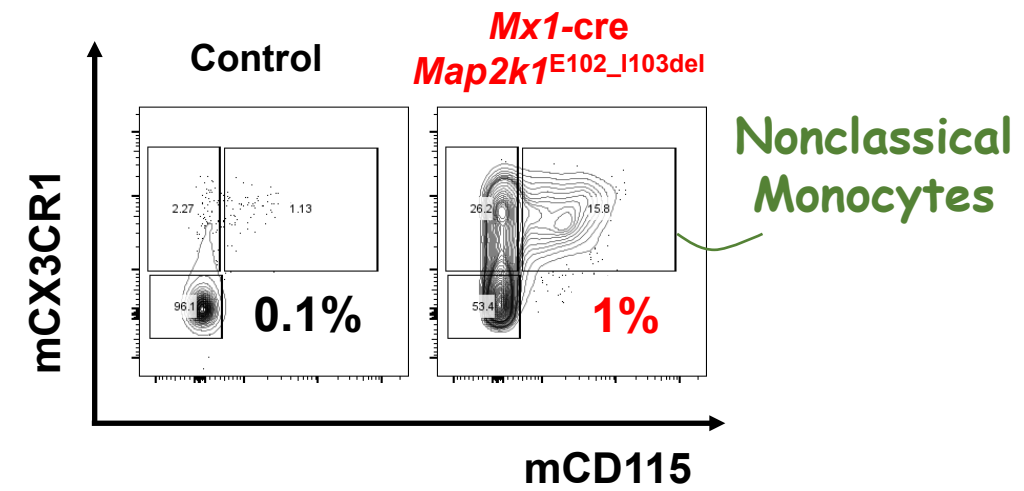 Control
Mx1-cre
Map2k1E102_I103del
Nonclassical
Monocytes
mCX3CR1
2.27
1.13
96.1
0.1%
26.2
15.8
53.4
1%
mCD115